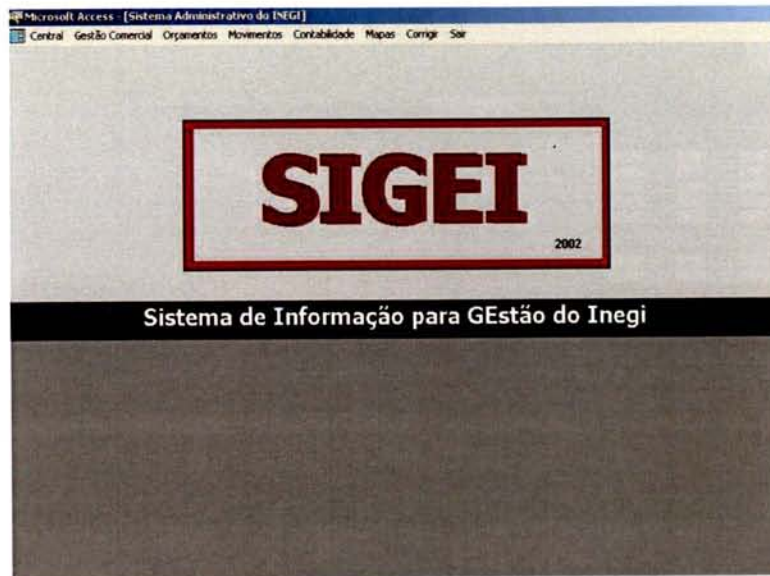 Microsoft Access - [Sistema Administrativo do INEGI]
Central Gestão Comercial Orçamentos Movimentos Contabilidade Mapas Corrigir Sair
SIGEI
2002
Sistema de Informação para GEstão do Inegi